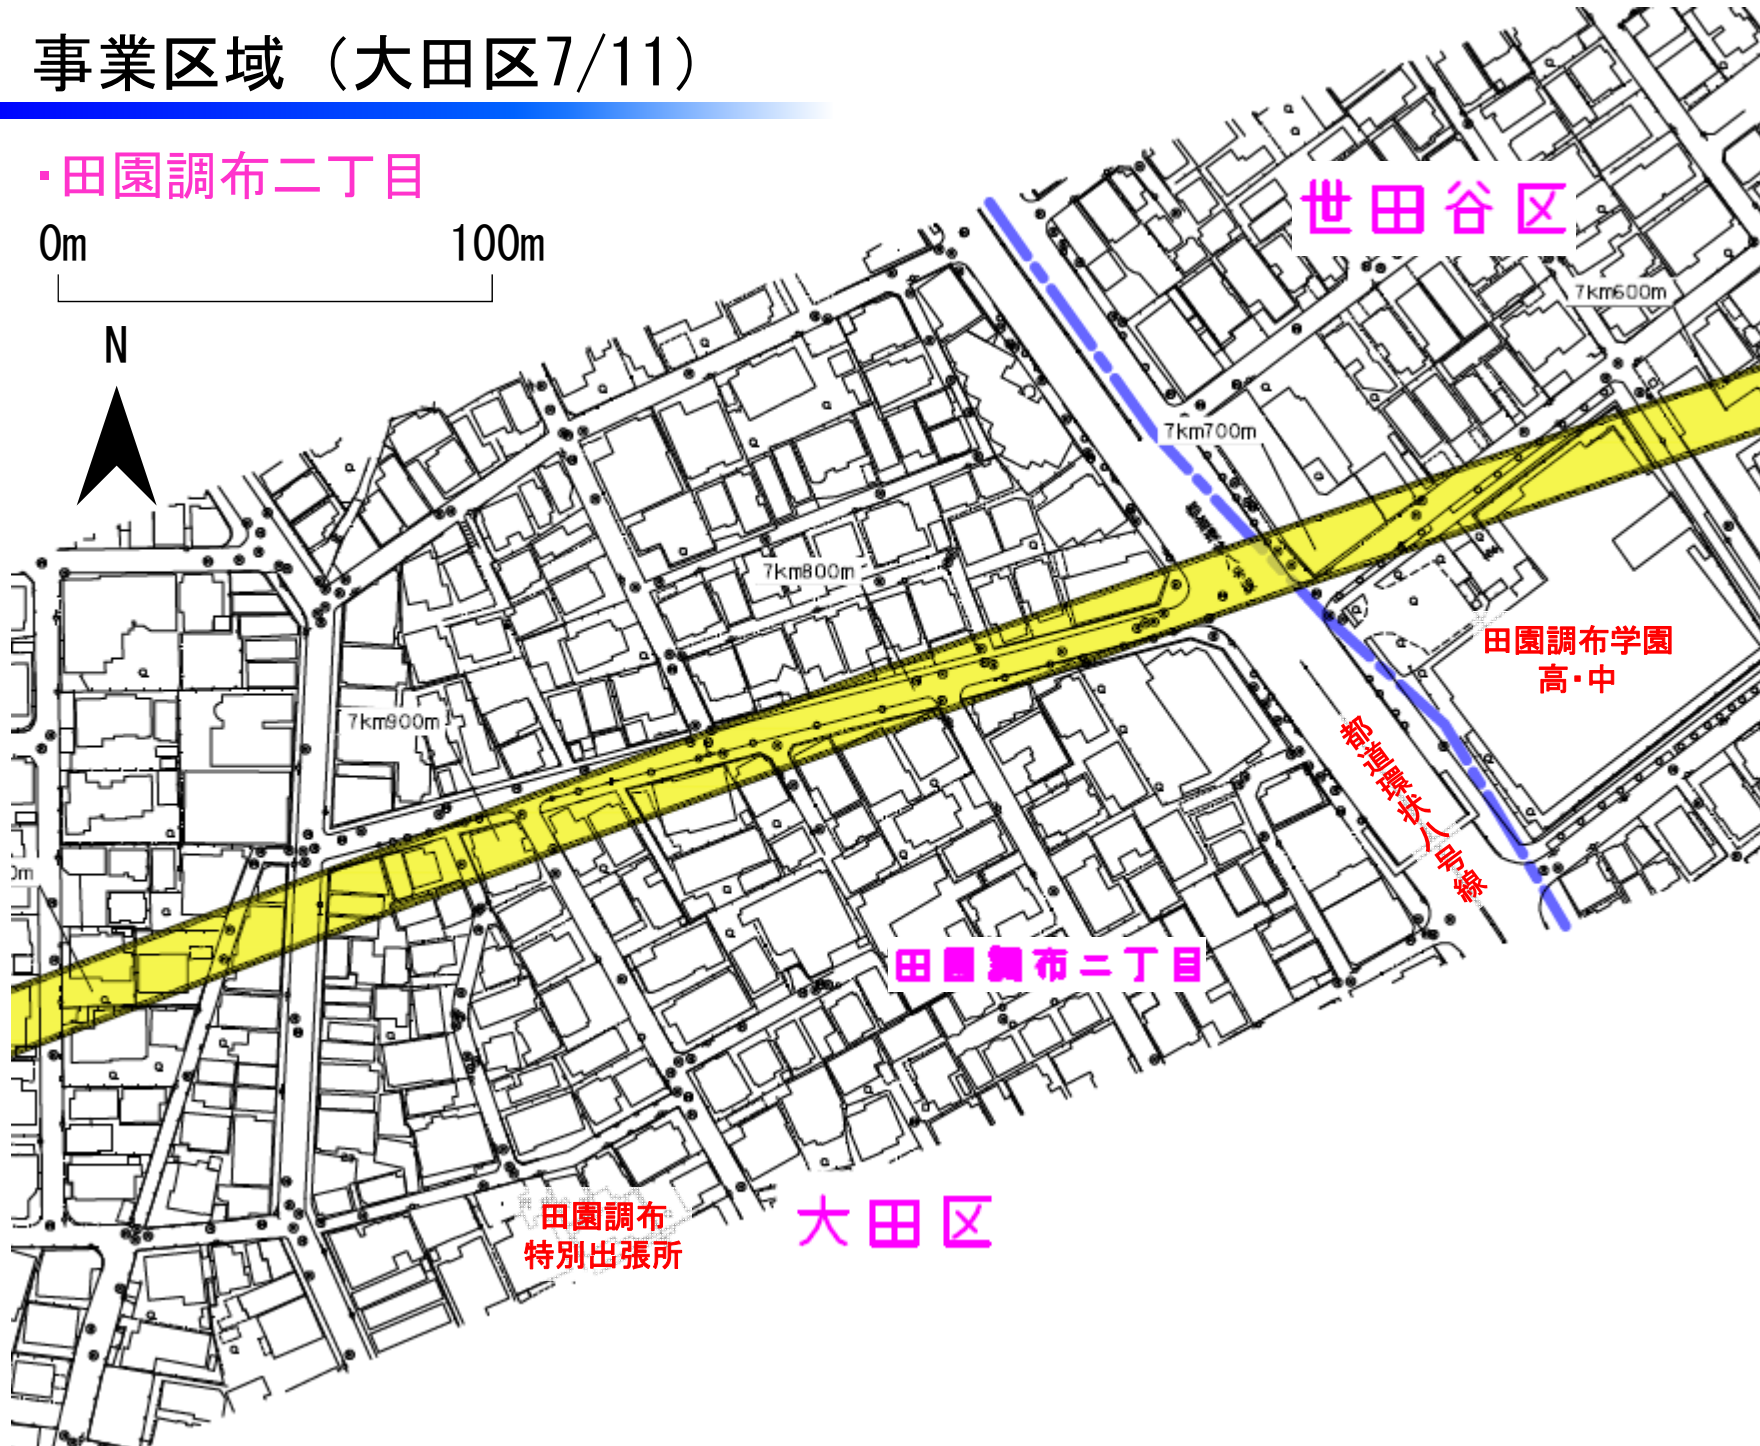 事業区域（大田区7/11）
・田園調布二丁目
0m 100m
N
世田谷区
7km600m
7km700m
7km800m
田園調布学園
高・中
7km900m
都道環状八号線
0m
田園調布二丁目
大田区
田園調布
特別出張所